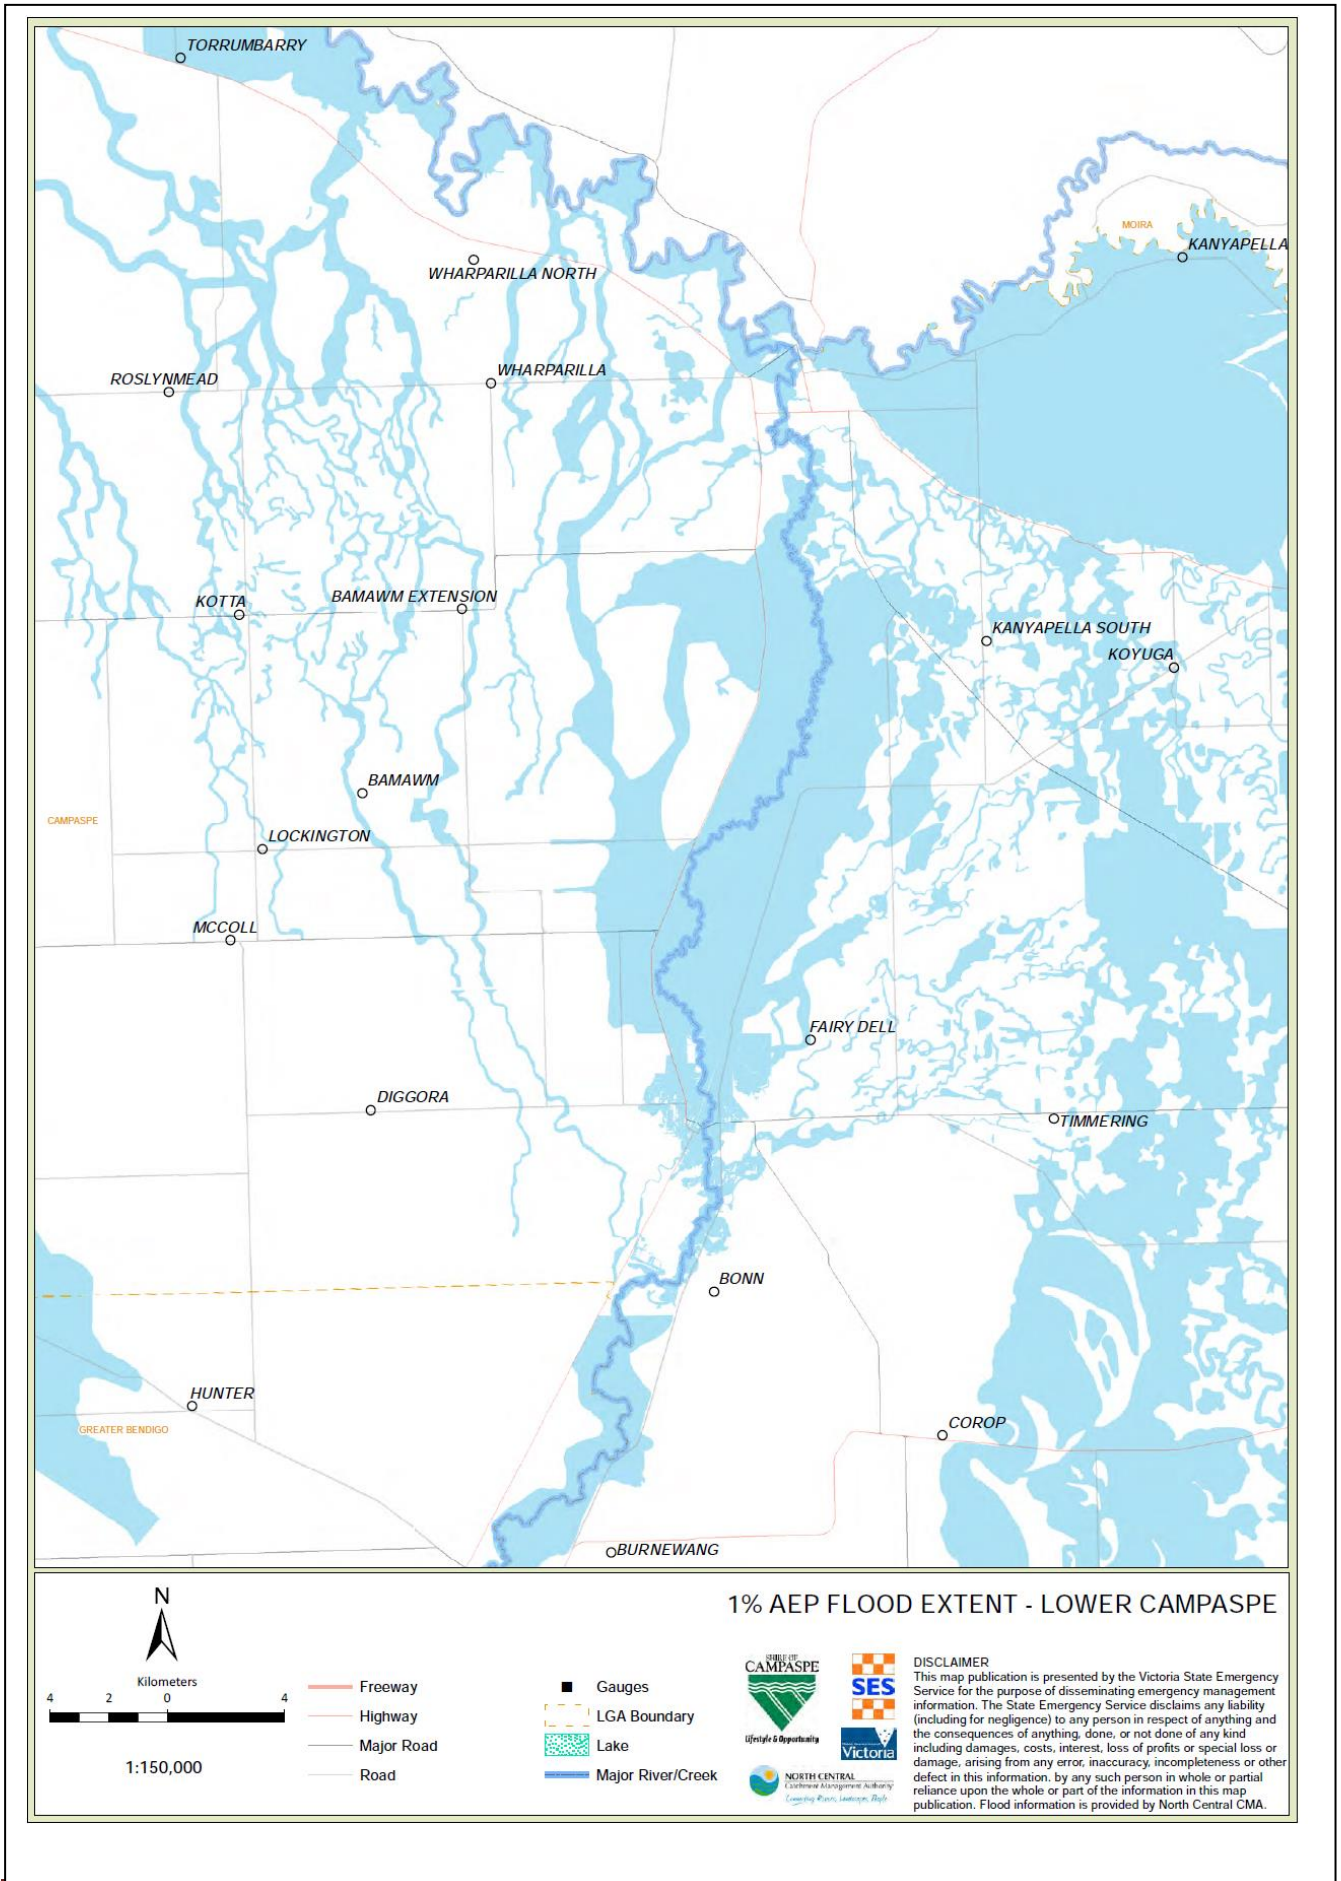 TORRUMBARRY
MOIRA
KANYAPELLA
WHARPARILLA NORTH
WHARPARILLA
ROSLYNMEAD
KOTTA
BAMAWM EXTENSION
KANYAPELLA SOUTH
KOYUGA
BAMAWM
CAMPASPE
LOCKINGTON
MCCOLL
FAIRY DELL
DIGGORA
TIMMERING
BONN
HUNTER
GREATER BENDIGO
COROP
BURNEWANG
1% AEP FLOOD EXTENT - LOWER CAMPASPE
N
Kilometers
4 2 0 4
1:150,000
Freeway
Highway
Major Road
Road
Gauges
LGA Boundary
Lake
Major River/Creek
SHIRE OF
CAMPASPE
Lifestyle & Opportunity
SES
Victoria
NORTH CENTRAL
Catchment Management Authority
DISCLAIMER
This map publication is presented by the Victoria State Emergency
Service for the purpose of disseminating emergency management
information. The State Emergency Service disclaims any liability
(including for negligence) to any person in respect of anything and
the consequences of anything, done, or not done of any kind
including damages, costs, interest, loss of profits or special loss or
damage, arising from any error, inaccuracy, incompleteness or other
defect in this information. by any such person in whole or partial
reliance upon the whole or part of the information in this map
publication. Flood information is provided by North Central CMA.